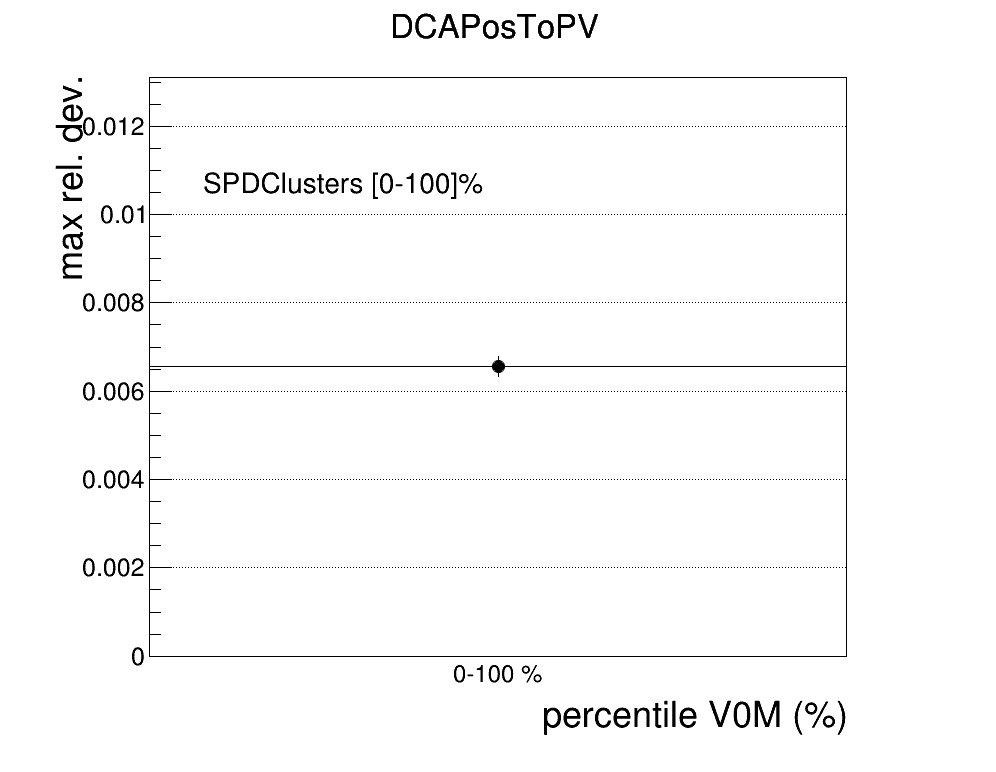 DCAPosToPV
max rel. dev.
0.012
SPDClusters [0-100]%
0.01
0.008
0.006
0.004
0.002
0
0-100 %
percentile V0M (%)